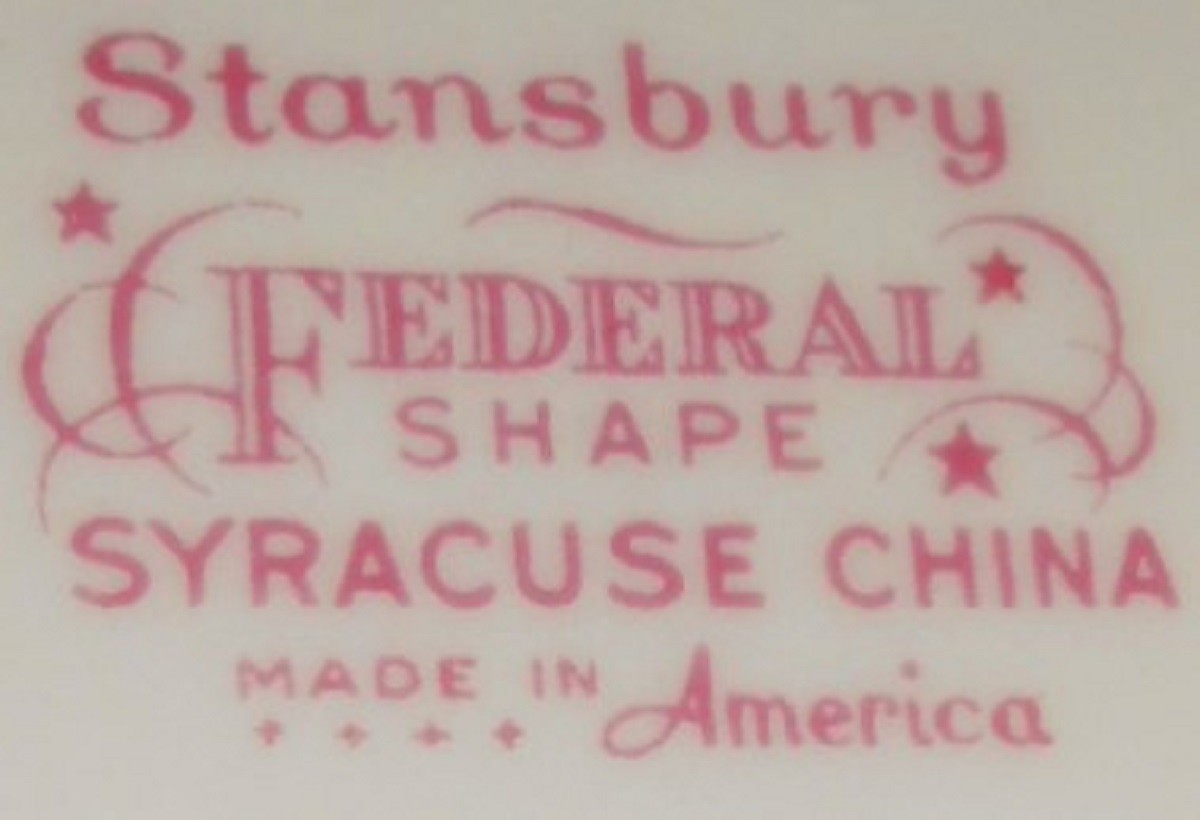 Stansbury
FEDERAL
SHAPE
SYRACUSE CHINA
MADE IN America